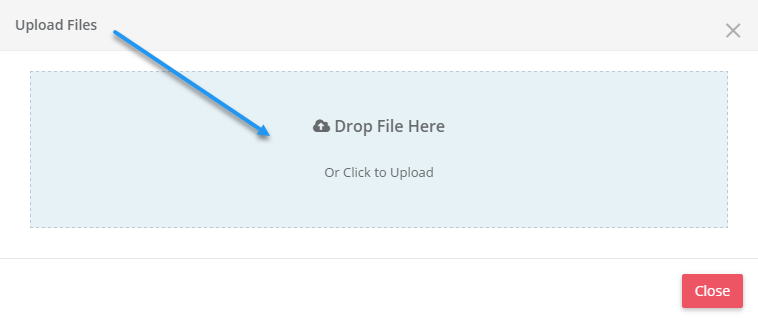 Upload Files
Drop File Here
Or Click to Upload
Close